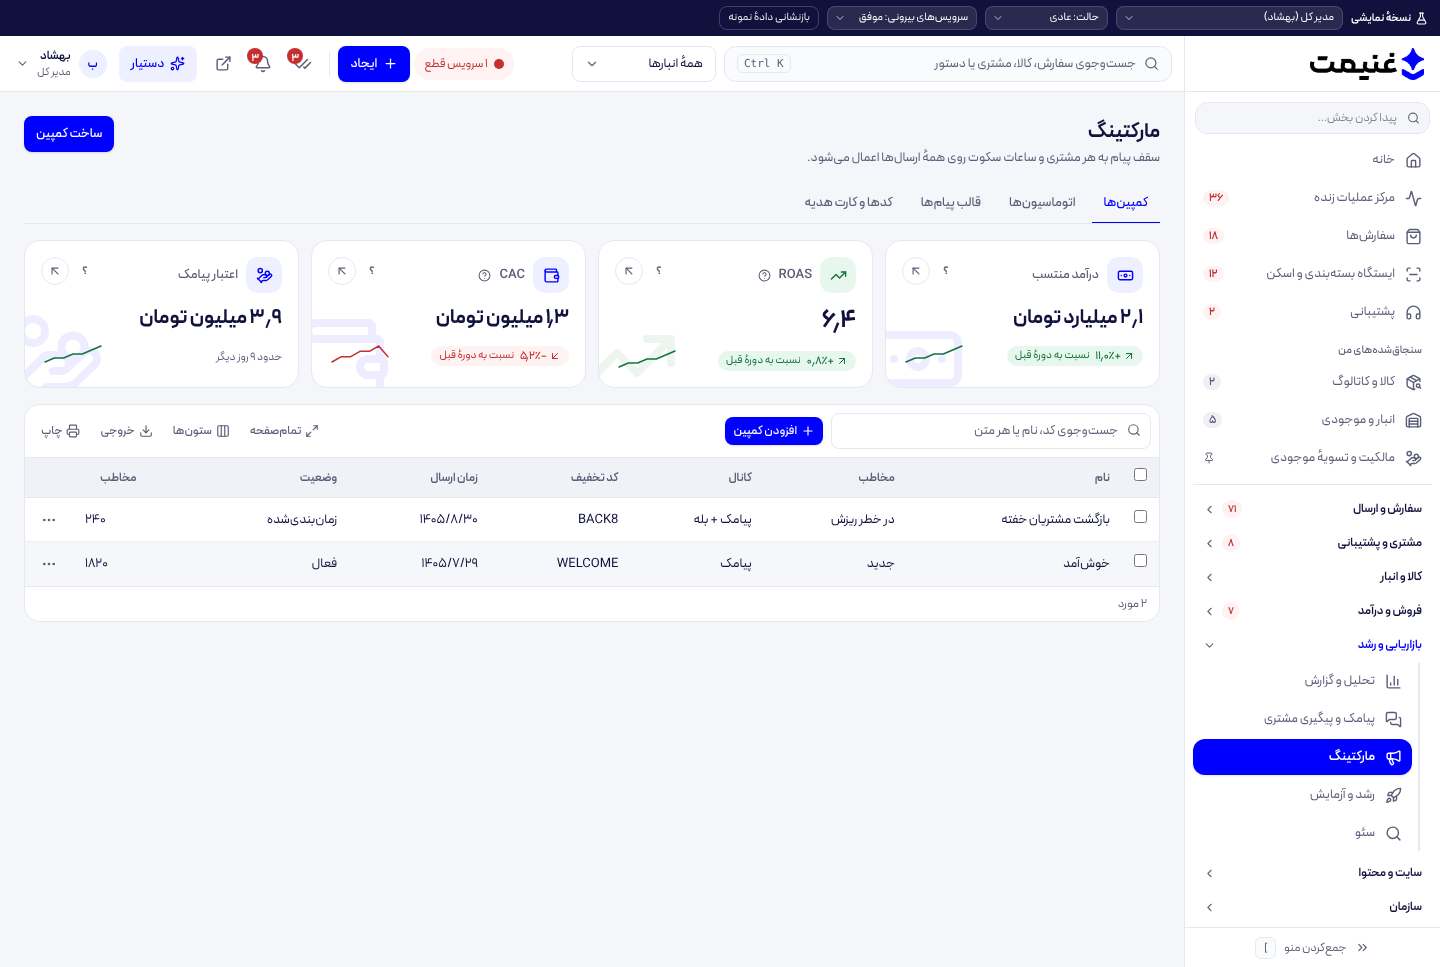 نسخهٔ نمایشی
مدیر کل (بهشاد)
حالت: عادی
سرویس‌های بیرونی: موفق
بازنشانی دادهٔ نمونه
غنیمت
جست‌وجوی سفارش، کالا، مشتری یا دستور
Ctrl K
همهٔ انبارها
۱ سرویس قطع
ایجاد
۳
۳
دستیار
ب
بهشاد
مدیر کل
پیدا کردن بخش...
خانه
مرکز عملیات زنده ۳۶
سفارش‌ها ۱۸
ایستگاه بسته‌بندی و اسکن ۱۲
پشتیبانی ۲
سنجاق‌شده‌های من
کالا و کاتالوگ ۲
انبار و موجودی ۵
مالکیت و تسویهٔ موجودی
سفارش و ارسال ۷۱
مشتری و پشتیبانی ۸
کالا و انبار
فروش و درآمد ۷
بازاریابی و رشد
تحلیل و گزارش
پیامک و پیگیری مشتری
مارکتینگ
رشد و آزمایش
سئو
سایت و محتوا
سازمان
جمع‌کردن منو [
مارکتینگ
سقف پیام به هر مشتری و ساعات سکوت روی همهٔ ارسال‌ها اعمال می‌شود.
ساخت کمپین
کمپین‌ها
اتوماسیون‌ها
قالب پیام‌ها
کدها و کارت هدیه
درآمد منتسب ؟
۲٫۱ میلیارد تومان
+۱۱٫۰٪ نسبت به دورهٔ قبل
ROAS ؟
۶٫۴
+۰٫۸٪ نسبت به دورهٔ قبل
CAC ؟
۱٫۳ میلیون تومان
−۵٫۲٪ نسبت به دورهٔ قبل
اعتبار پیامک ؟
۳٫۹ میلیون تومان
حدود ۹ روز دیگر
جست‌وجوی کد، نام یا هر متن
افزودن کمپین
تمام‌صفحه
ستون‌ها
خروجی
چاپ
نام مخاطب کانال کد تخفیف زمان ارسال وضعیت مخاطب
بازگشت مشتریان خفته در خطر ریزش پیامک + بله BACK8 ۱۴۰۵/۸/۳۰ زمان‌بندی‌شده ۲۴۰
خوش‌آمد جدید پیامک WELCOME ۱۴۰۵/۷/۲۹ فعال ۱۸۲۰
۲ مورد